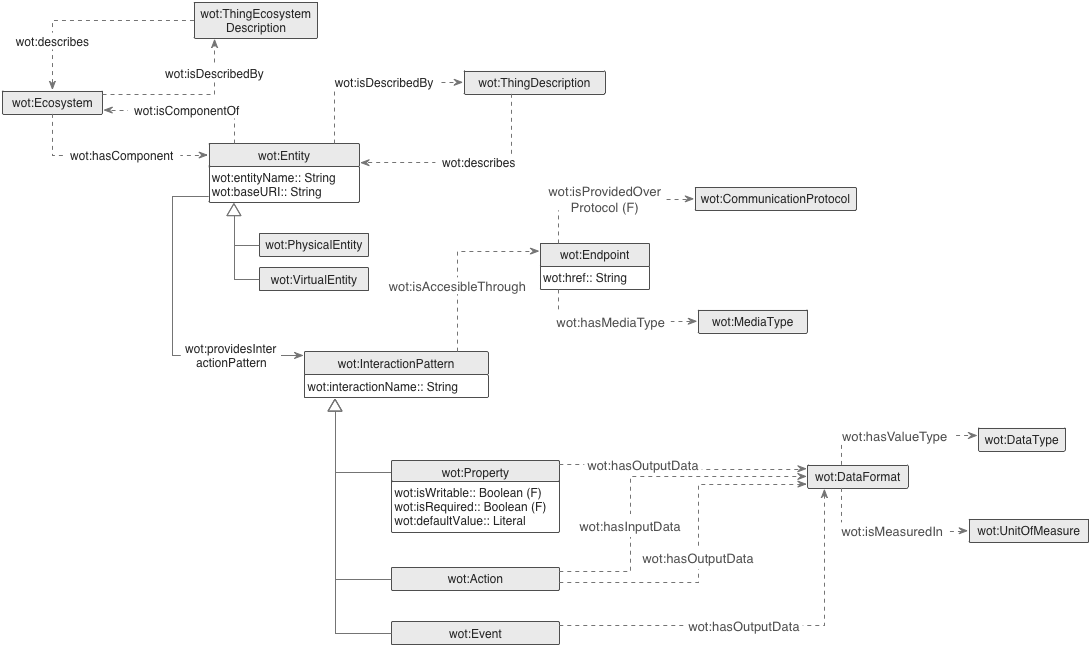 wot:ThingEcosystem
Description
wot:describes
wot:isDescribedBy
wot:isDescribedBy
wot:ThingDescription
wot:Ecosystem
wot:isComponentOf
wot:hasComponent
wot:Entity
wot:describes
wot:entityName:: String
wot:baseURI:: String
wot:isProvidedOver
Protocol (F)
wot:CommunicationProtocol
wot:PhysicalEntity
wot:Endpoint
wot:VirtualEntity
wot:href:: String
wot:isAccesibleThrough
wot:hasMediaType
wot:MediaType
wot:providesInter
actionPattern
wot:InteractionPattern
wot:interactionName:: String
wot:hasValueType
wot:DataType
wot:Property
wot:hasOutputData
wot:DataFormat
wot:isWritable:: Boolean (F)
wot:isRequired:: Boolean (F)
wot:defaultValue:: Literal
wot:hasInputData
wot:isMeasuredIn
wot:UnitOfMeasure
wot:hasOutputData
wot:Action
wot:Event
wot:hasOutputData